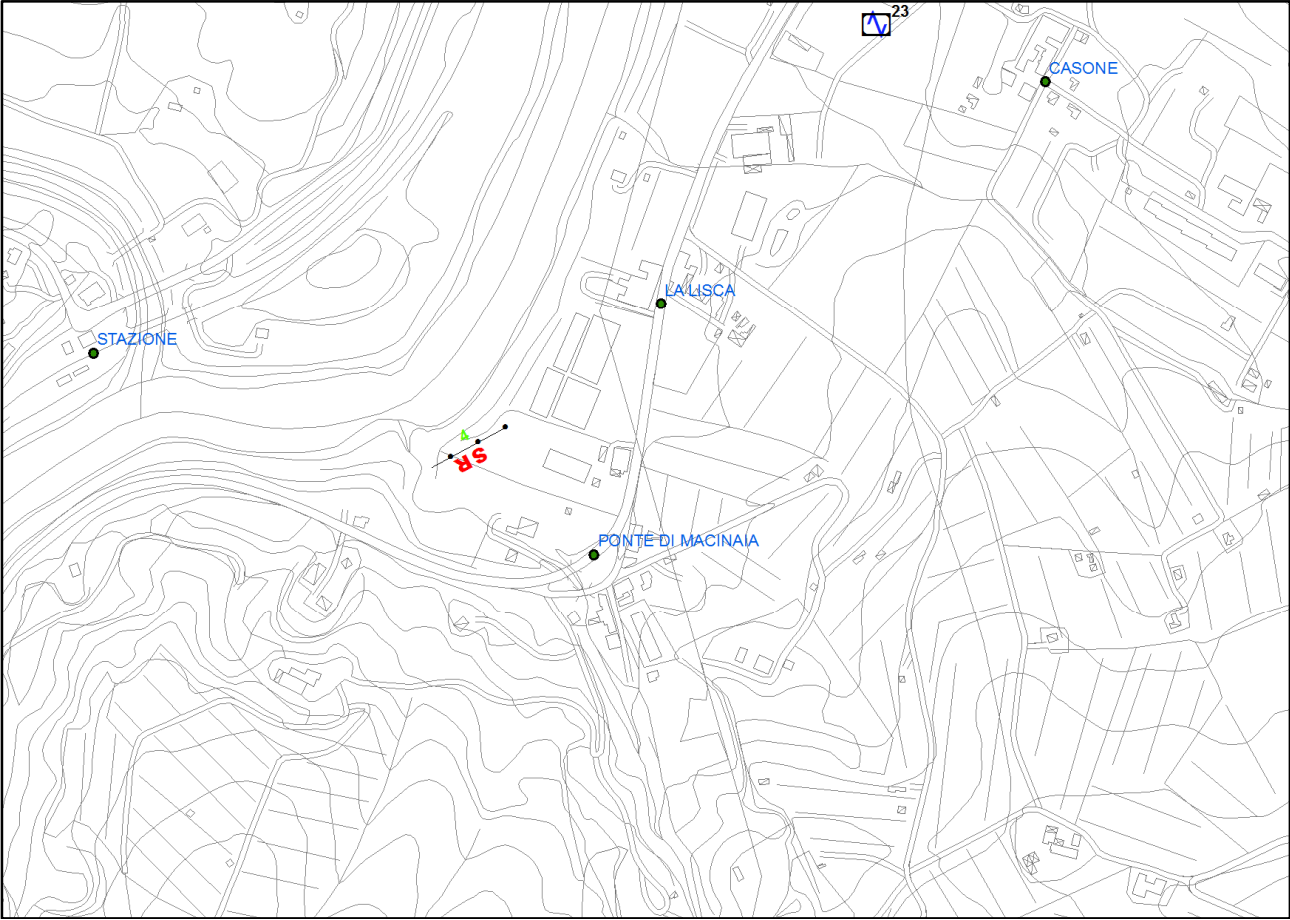 23
CASONE
LA LISCA
STAZIONE
SR
PONTE DI MACINAIA